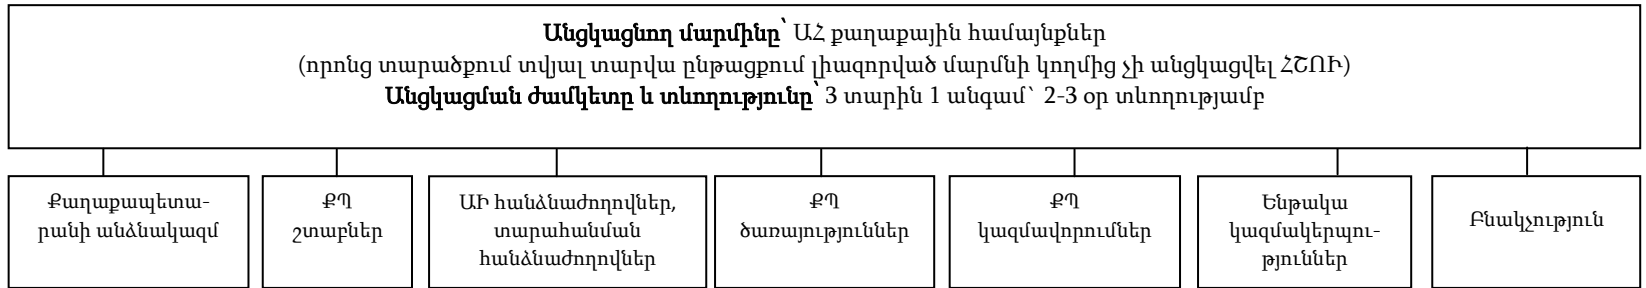 Անցկացնող մարմինը՝ ԱՀ քաղաքային համայնքներ
(որոնց տարածքում տվյալ տարվա ընթացքում լիազորված մարմնի կողմից չի անցկացվել ՀՇՈՒ)
Անցկացման ժամկետը և տևողությունը՝ 3 տարին 1 անգամ՝ 2-3 օր տևողությամբ
Քաղաքապետա-
րանի անձնակազմ
ՔՊ
շտաբներ
ԱԻ հանձնաժողովներ,
տարահանման
հանձնաժողովներ
ՔՊ
ծառայություններ
ՔՊ
կազմավորումներ
Ենթակա
կազմակերպու-
թյուններ
Բնակչություն